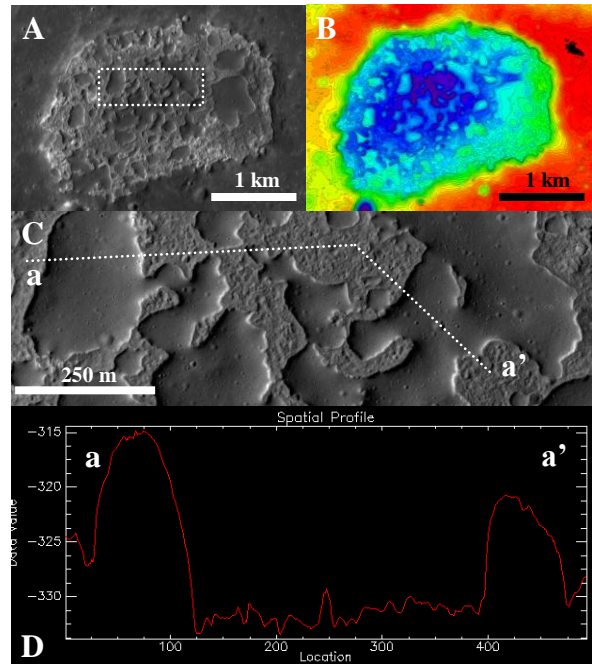 A
B
1 km
1 km
C
a
a’
250 m
Spatial Profile
a
a’
-315
-320
-325
-330
Data Value
D
100
200
300
400
Location